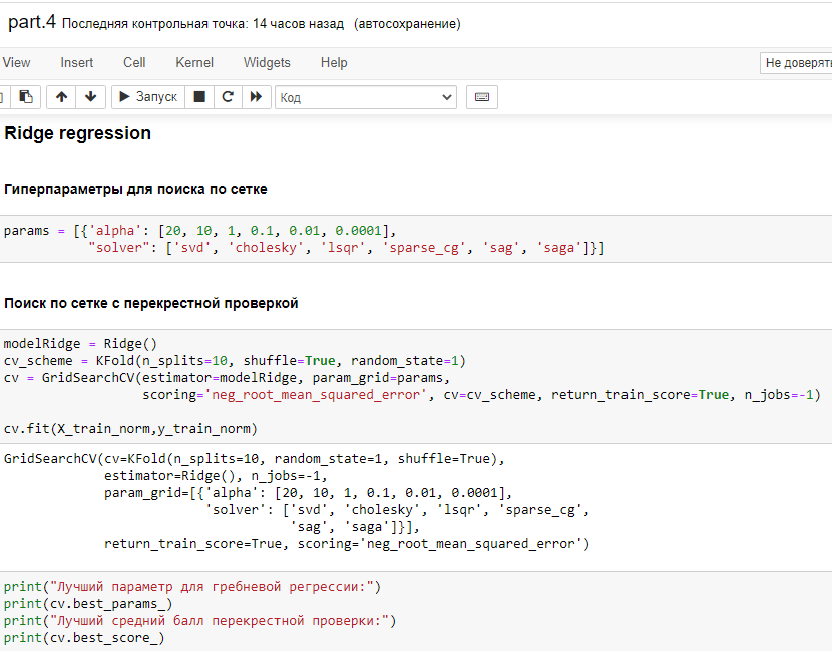 part.4 Последняя контрольная точка: 14 часов назад (автосохранение)
View Insert Cell Kernel Widgets Help Не доверять
Запуск Код
Ridge regression
Гиперпараметры для поиска по сетке
params = [{'alpha': [20, 10, 1, 0.1, 0.01, 0.0001],
"solver": ['svd', 'cholesky', 'lsqr', 'sparse_cg', 'sag', 'saga']}]
Поиск по сетке с перекрестной проверкой
modelRidge = Ridge()
cv_scheme = KFold(n_splits=10, shuffle=True, random_state=1)
cv = GridSearchCV(estimator=modelRidge, param_grid=params,
scoring='neg_root_mean_squared_error', cv=cv_scheme, return_train_score=True, n_jobs=-1)
cv.fit(X_train_norm,y_train_norm)
GridSearchCV(cv=KFold(n_splits=10, random_state=1, shuffle=True),
estimator=Ridge(), n_jobs=-1,
param_grid=[{'alpha': [20, 10, 1, 0.1, 0.01, 0.0001],
'solver': ['svd', 'cholesky', 'lsqr', 'sparse_cg',
'sag', 'saga']}],
return_train_score=True, scoring='neg_root_mean_squared_error')
print("Лучший параметр для гребневой регрессии:")
print(cv.best_params_)
print("Лучший средний балл перекрестной проверки:")
print(cv.best_score_)